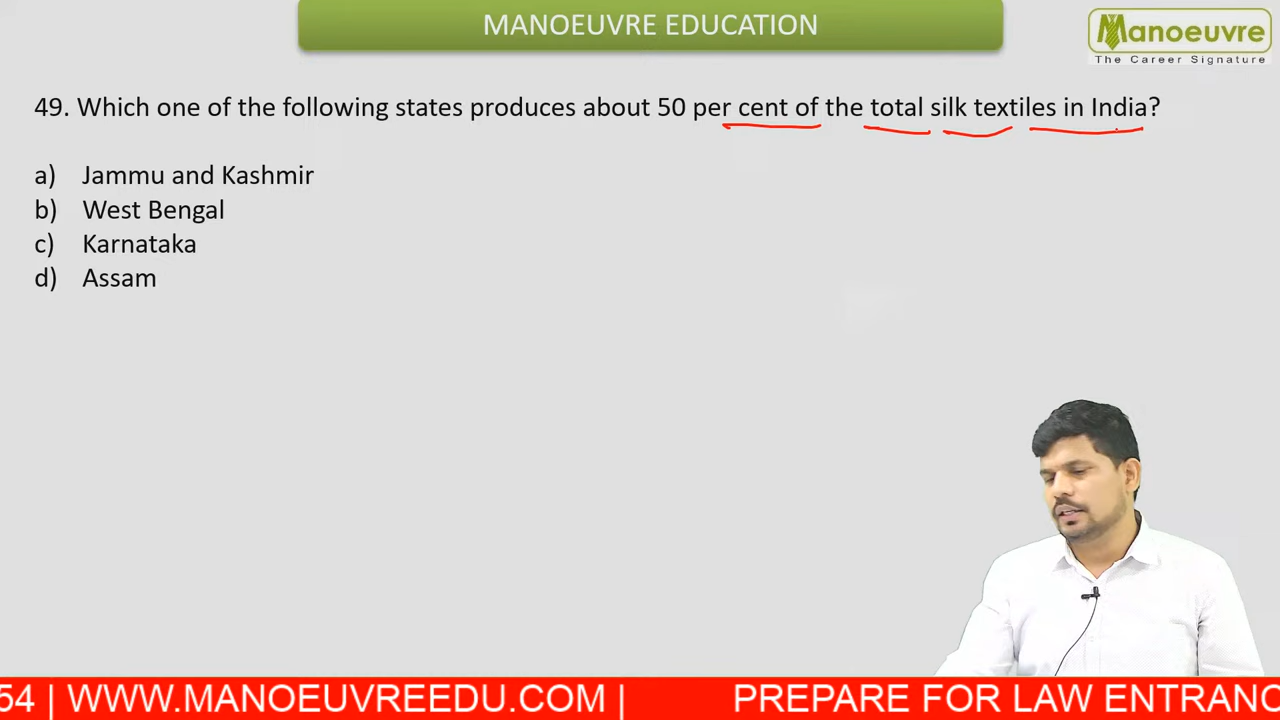 MANOEUVRE EDUCATION
Manoeuvre
The Career Signature
49. Which one of the following states produces about 50 per cent of the total silk textiles in India?
a) Jammu and Kashmir
b) West Bengal
c) Karnataka
d) Assam
54 | WWW.MANOEUVREEDU.COM | PREPARE FOR LAW ENTRANC